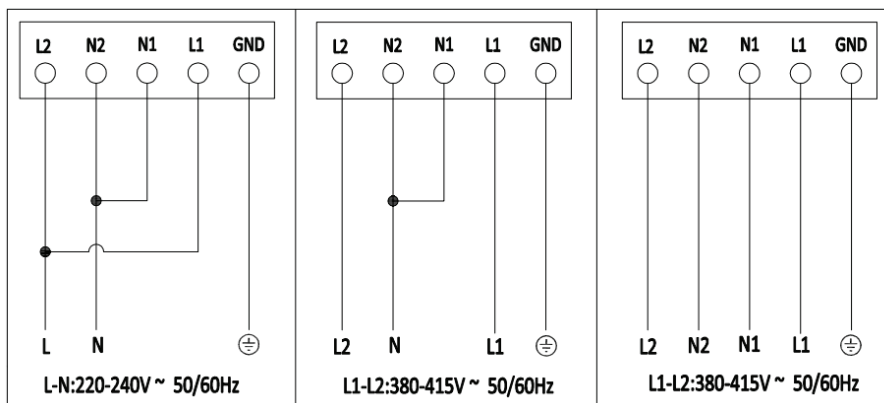 L2 N2 N1 L1 GND
L N
L-N:220-240V ~ 50/60Hz
L2 N2 N1 L1 GND
L2 N L1
L1-L2:380-415V ~ 50/60Hz
L2 N2 N1 L1 GND
L2 N2 N1 L1
L1-L2:380-415V ~ 50/60Hz